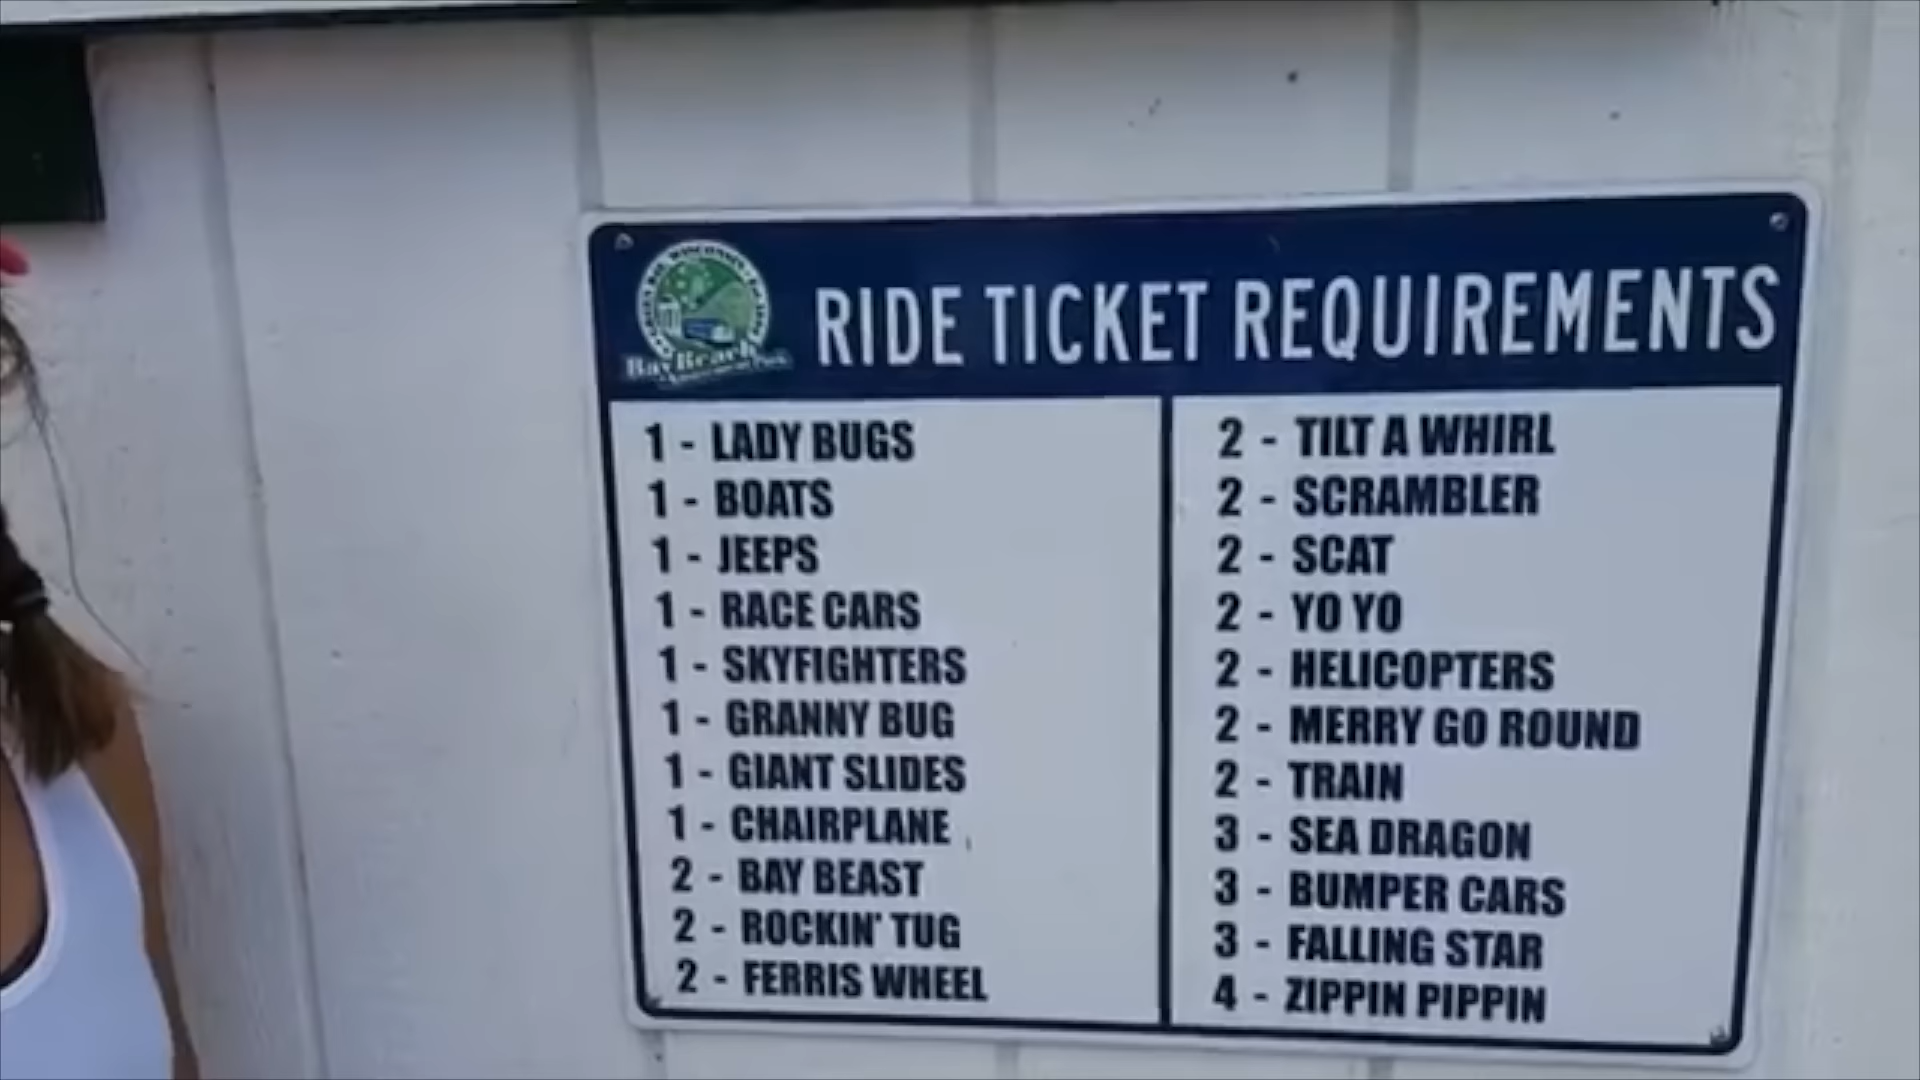 Bay Beach
RIDE TICKET REQUIREMENTS
1 - LADY BUGS
1 - BOATS
1 - JEEPS
1 - RACE CARS
1 - SKYFIGHTERS
1 - GRANNY BUG
1 - GIANT SLIDES
1 - CHAIRPLANE
2 - BAY BEAST
2 - ROCKIN' TUG
2 - FERRIS WHEEL
2 - TILT A WHIRL
2 - SCRAMBLER
2 - SCAT
2 - YO YO
2 - HELICOPTERS
2 - MERRY GO ROUND
2 - TRAIN
3 - SEA DRAGON
3 - BUMPER CARS
3 - FALLING STAR
4 - ZIPPIN PIPPIN